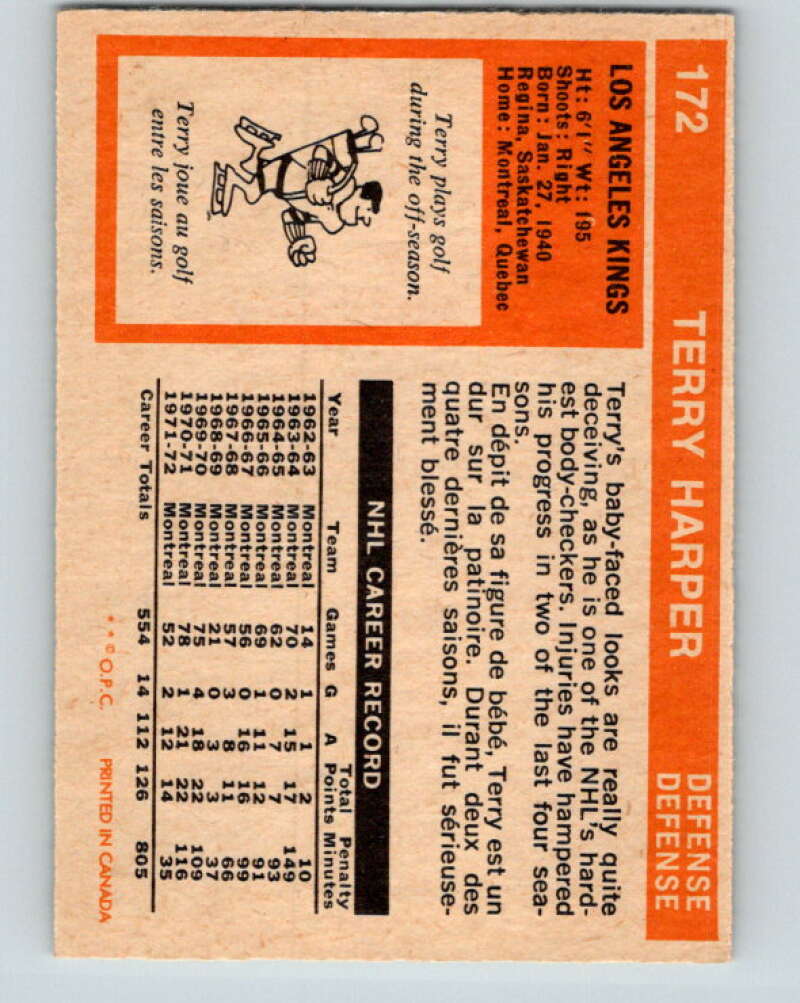 172 TERRY HARPER DEFENSE
DEFENSE
LOS ANGELES KINGS
Ht: 6'1" Wt: 195
Shoots: Right
Born: Jan. 27, 1940
Regina, Saskatchewan
Home: Montreal, Quebec
Terry plays golf
during the off-season.
Terry joue au golf
entre les saisons.
Terry's baby-faced looks are really quite
deceiving, as he is one of the NHL's hard-
est body-checkers. Injuries have hampered
his progress in two of the last four sea-
sons.
En dépit de sa figure de bébé, Terry est un
dur sur la patinoire. Durant deux des
quatre dernières saisons, il fut sérieuse-
ment blessé.
NHL CAREER RECORD
Total Penalty
Year Team Games G A Points Minutes
1962-63 Montreal 14 1 1 2 10
1963-64 Montreal 70 2 15 17 149
1964-65 Montreal 62 0 7 7 93
1965-66 Montreal 69 1 11 12 91
1966-67 Montreal 56 0 16 16 99
1967-68 Montreal 57 3 8 11 66
1968-69 Montreal 21 0 3 3 37
1969-70 Montreal 75 4 18 22 109
1970-71 Montreal 78 1 21 22 116
1971-72 Montreal 52 2 12 14 35
Career Totals 554 14 112 126 805
* * © O.P.C. PRINTED IN CANADA